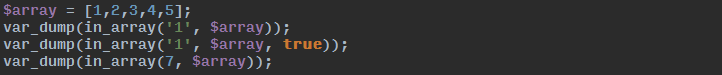 $array = [1,2,3,4,5];
var_dump(in_array('1', $array));
var_dump(in_array('1', $array, true));
var_dump(in_array(7, $array));